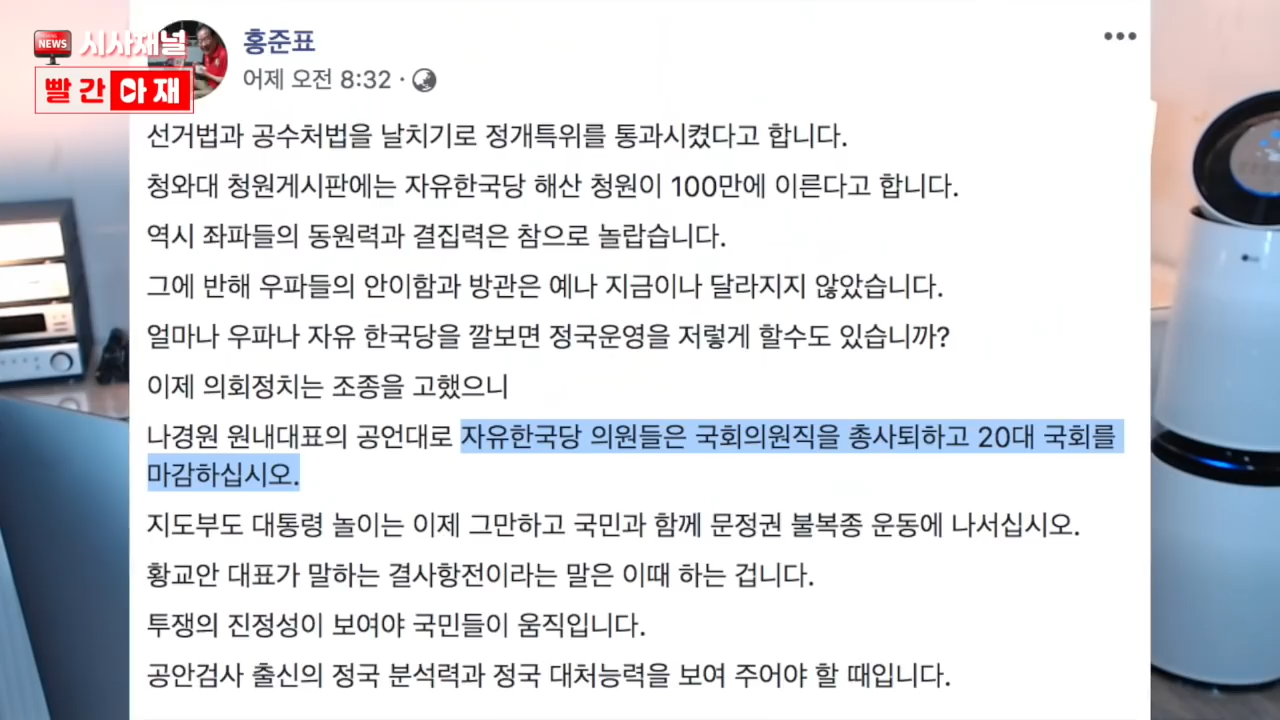 NEWS 시사채널
빨간아재
홍준표
어제 오전 8:32 ·
선거법과 공수처법을 날치기로 정개특위를 통과시켰다고 합니다.
청와대 청원게시판에는 자유한국당 해산 청원이 100만에 이른다고 합니다.
역시 좌파들의 동원력과 결집력은 참으로 놀랍습니다.
그에 반해 우파들의 안이함과 방관은 예나 지금이나 달라지지 않았습니다.
얼마나 우파나 자유 한국당을 깔보면 정국운영을 저렇게 할수도 있습니까?
이제 의회정치는 조종을 고했으니
나경원 원내대표의 공언대로 자유한국당 의원들은 국회의원직을 총사퇴하고 20대 국회를
마감하십시오.
지도부도 대통령 놀이는 이제 그만하고 국민과 함께 문정권 불복종 운동에 나서십시오.
황교안 대표가 말하는 결사항전이라는 말은 이때 하는 겁니다.
투쟁의 진정성이 보여야 국민들이 움직입니다.
공안검사 출신의 정국 분석력과 정국 대처능력을 보여 주어야 할 때입니다.